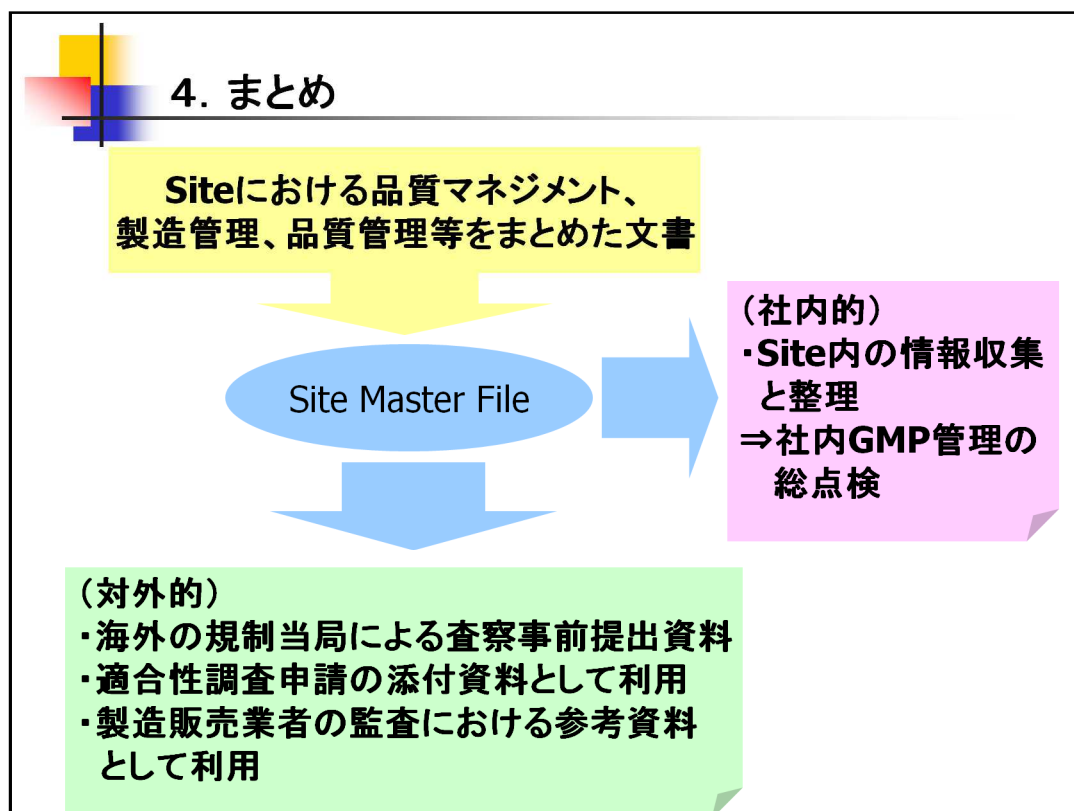 4. まとめ
Siteにおける品質マネジメント、
製造管理、品質管理等をまとめた文書
Site Master File
（社内的）
・Site内の情報収集
と整理
⇒社内GMP管理の
総点検
（対外的）
・海外の規制当局による査察事前提出資料
・適合性調査申請の添付資料として利用
・製造販売業者の監査における参考資料
として利用